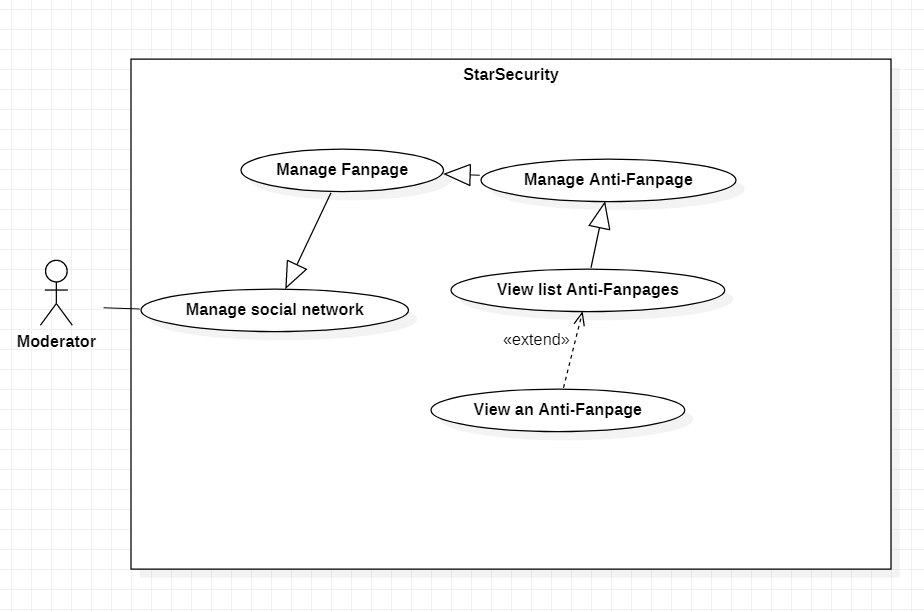 StarSecurity
Manage Fanpage
Manage Anti-Fanpage
View list Anti-Fanpages
Manage social network
Moderator
«extend»
View an Anti-Fanpage